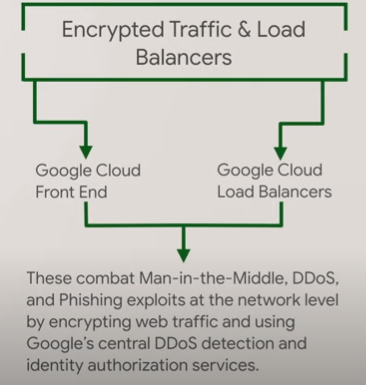 Encrypted Traffic & Load
Balancers
Google Cloud
Front End
Google Cloud
Load Balancers
These combat Man-in-the-Middle, DDoS,
and Phishing exploits at the network level
by encrypting web traffic and using
Google's central DDoS detection and
identity authorization services.